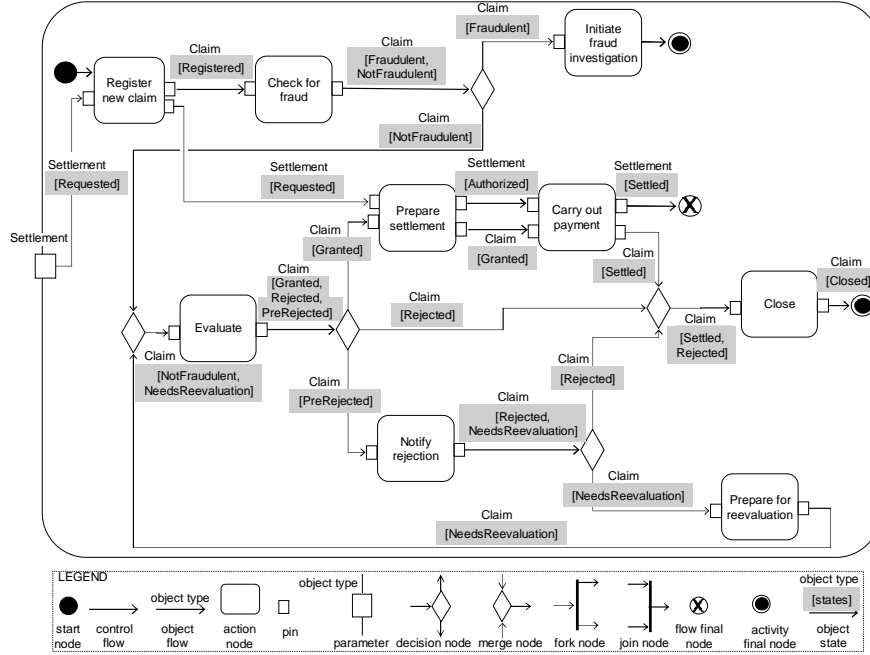 Claim
[Fraudulent]
Initiate
fraud
investigation
Claim
[Registered]
Claim
[Fraudulent,
NotFraudulent]
Register
new claim
Check for
fraud
Claim
[NotFraudulent]
Settlement
[Requested]
Settlement
[Requested]
Settlement
[Authorized]
Settlement
[Settled]
Prepare
settlement
Carry out
payment
X
Settlement
Claim
[Granted]
Claim
[Granted]
Claim
[Settled]
Claim
[Granted,
Rejected,
PreRejected]
Claim
[Rejected]
Claim
[Closed]
Evaluate
Close
Claim
[NotFraudulent,
NeedsReevaluation]
Claim
[Settled,
Rejected]
Claim
[PreRejected]
Claim
[Rejected]
Claim
[Rejected,
NeedsReevaluation]
Notify
rejection
Claim
[NeedsReevaluation]
Prepare for
reevaluation
Claim
[NeedsReevaluation]
LEGEND
start
node
control
flow
object type
object
flow
action
node
pin
object type
parameter
decision node
merge node
fork node
join node
X
flow final
node
activity
final node
object type
[states]
object
state